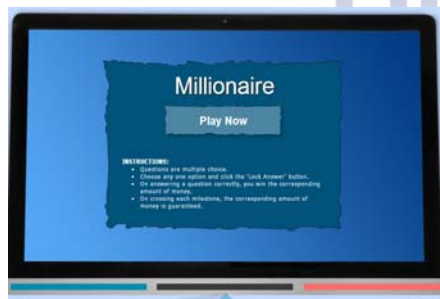 Millionaire
Play Now
INSTRUCTIONS:
• Questions are multiple choice.
• Choose any one option and click the 'Lock Answer' button.
• On answering a question correctly, you win the corresponding
amount of money.
• On crossing each milestone, the corresponding amount of
money is guaranteed.